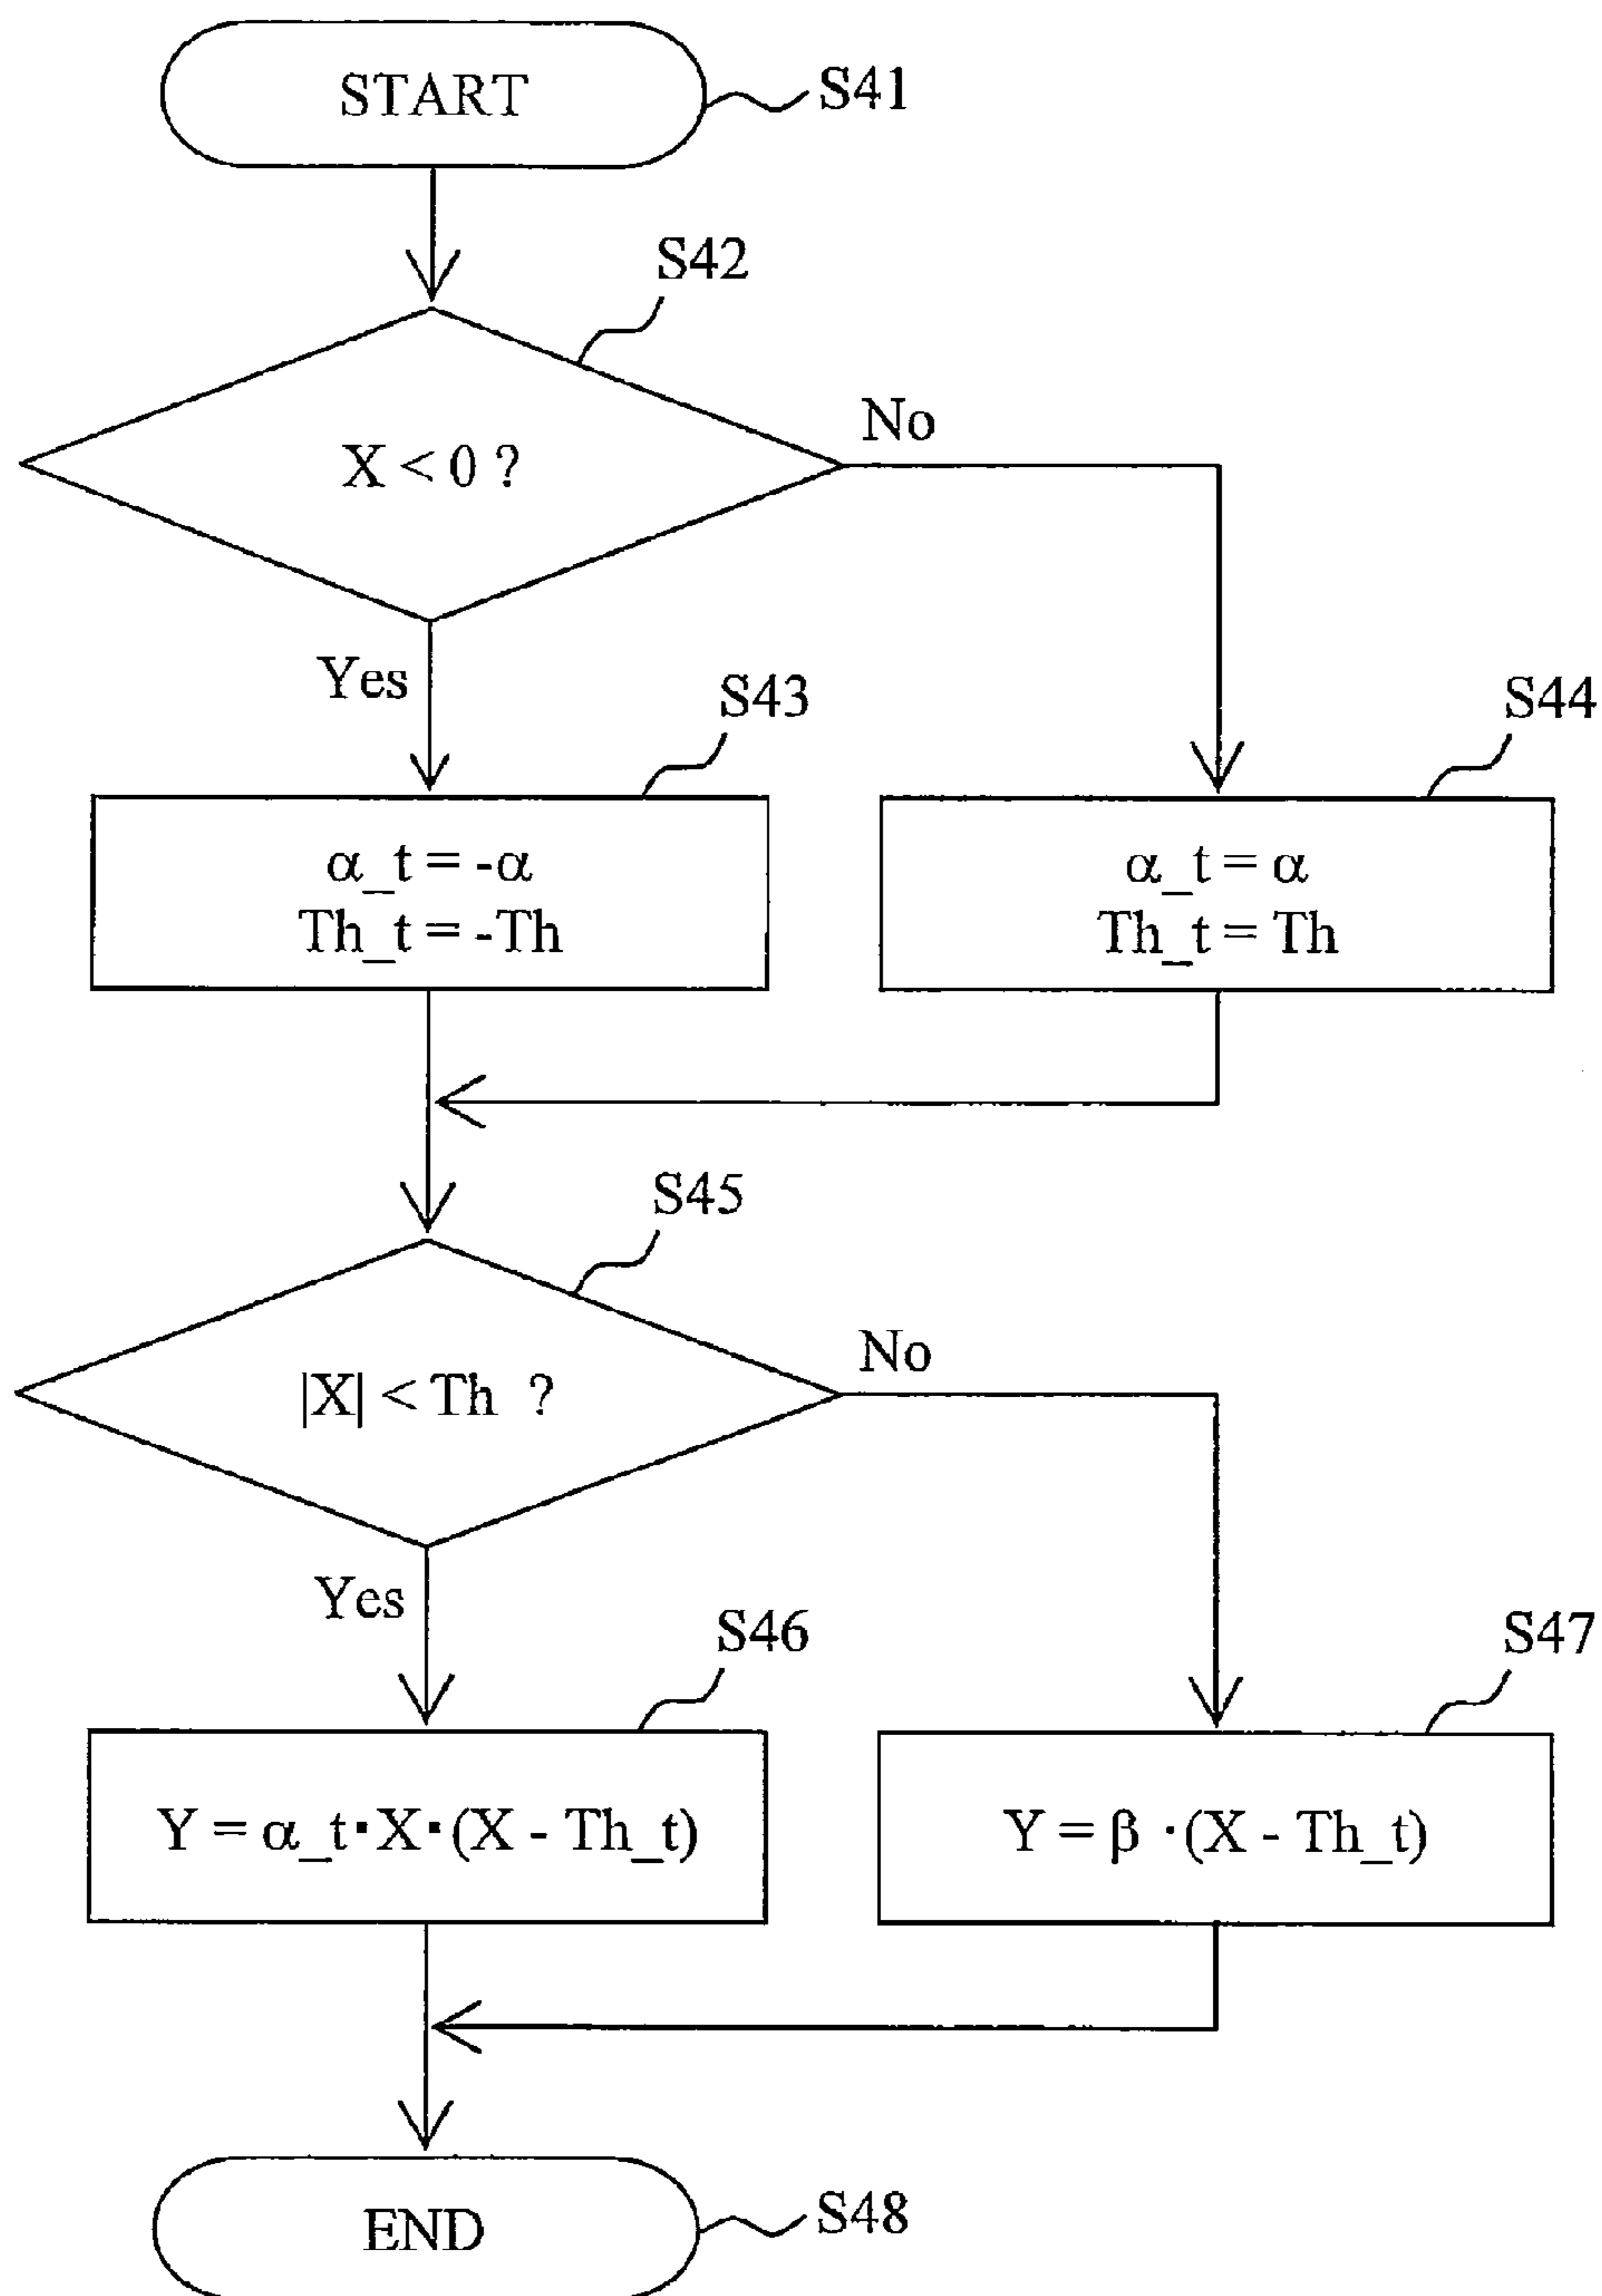 START
S41
S42
X < 0 ?
No
Yes
S43
S44
α_t = -α
Th_t = -Th
α_t = α
Th_t = Th
S45
|X| < Th ?
No
Yes
S46
S47
Y = α_t·X·(X - Th_t)
Y = β ·(X - Th_t)
END
S48